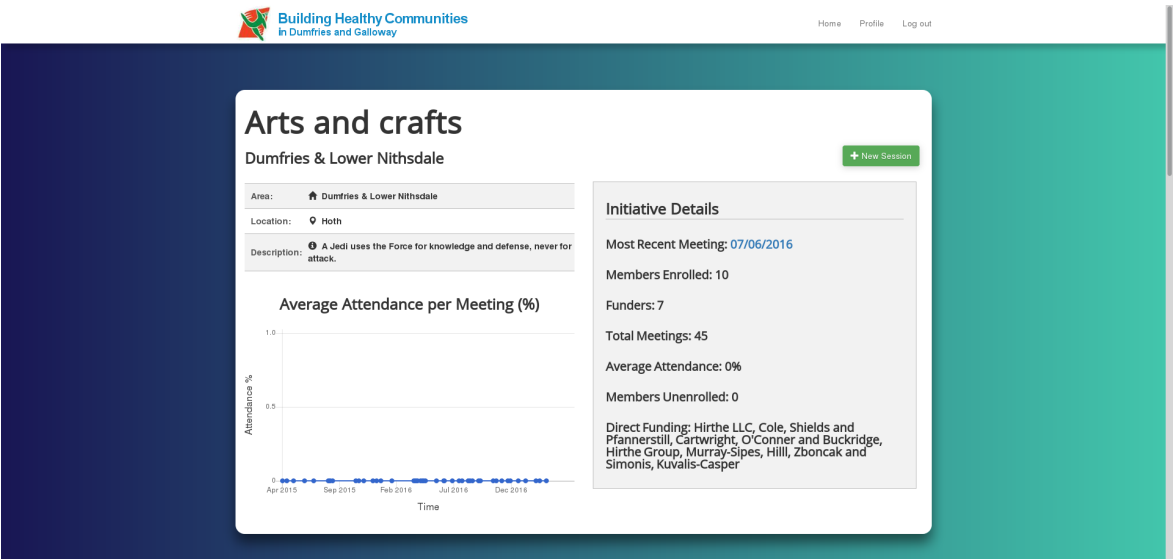 Building Healthy Communities
in Dumfries and Galloway
Home Profile Log out
Arts and crafts
Dumfries & Lower Nithsdale
New Session
Area: Dumfries & Lower Nithsdale
Location: Hoth
Description: A Jedi uses the Force for knowledge and defense, never for
attack.
Average Attendance per Meeting (%)
1.0
0.5
0
Attendance %
Apr 2015 Sep 2015 Feb 2016 Jul 2016 Dec 2016
Time
Initiative Details
Most Recent Meeting: 07/06/2016
Members Enrolled: 10
Funders: 7
Total Meetings: 45
Average Attendance: 0%
Members Unenrolled: 0
Direct Funding: Hirthe LLC, Cole, Shields and
Pfannerstill, Cartwright, O'Conner and Buckridge,
Hirthe Group, Murray-Sipes, Hilll, Zboncak and
Simonis, Kuvalis-Casper